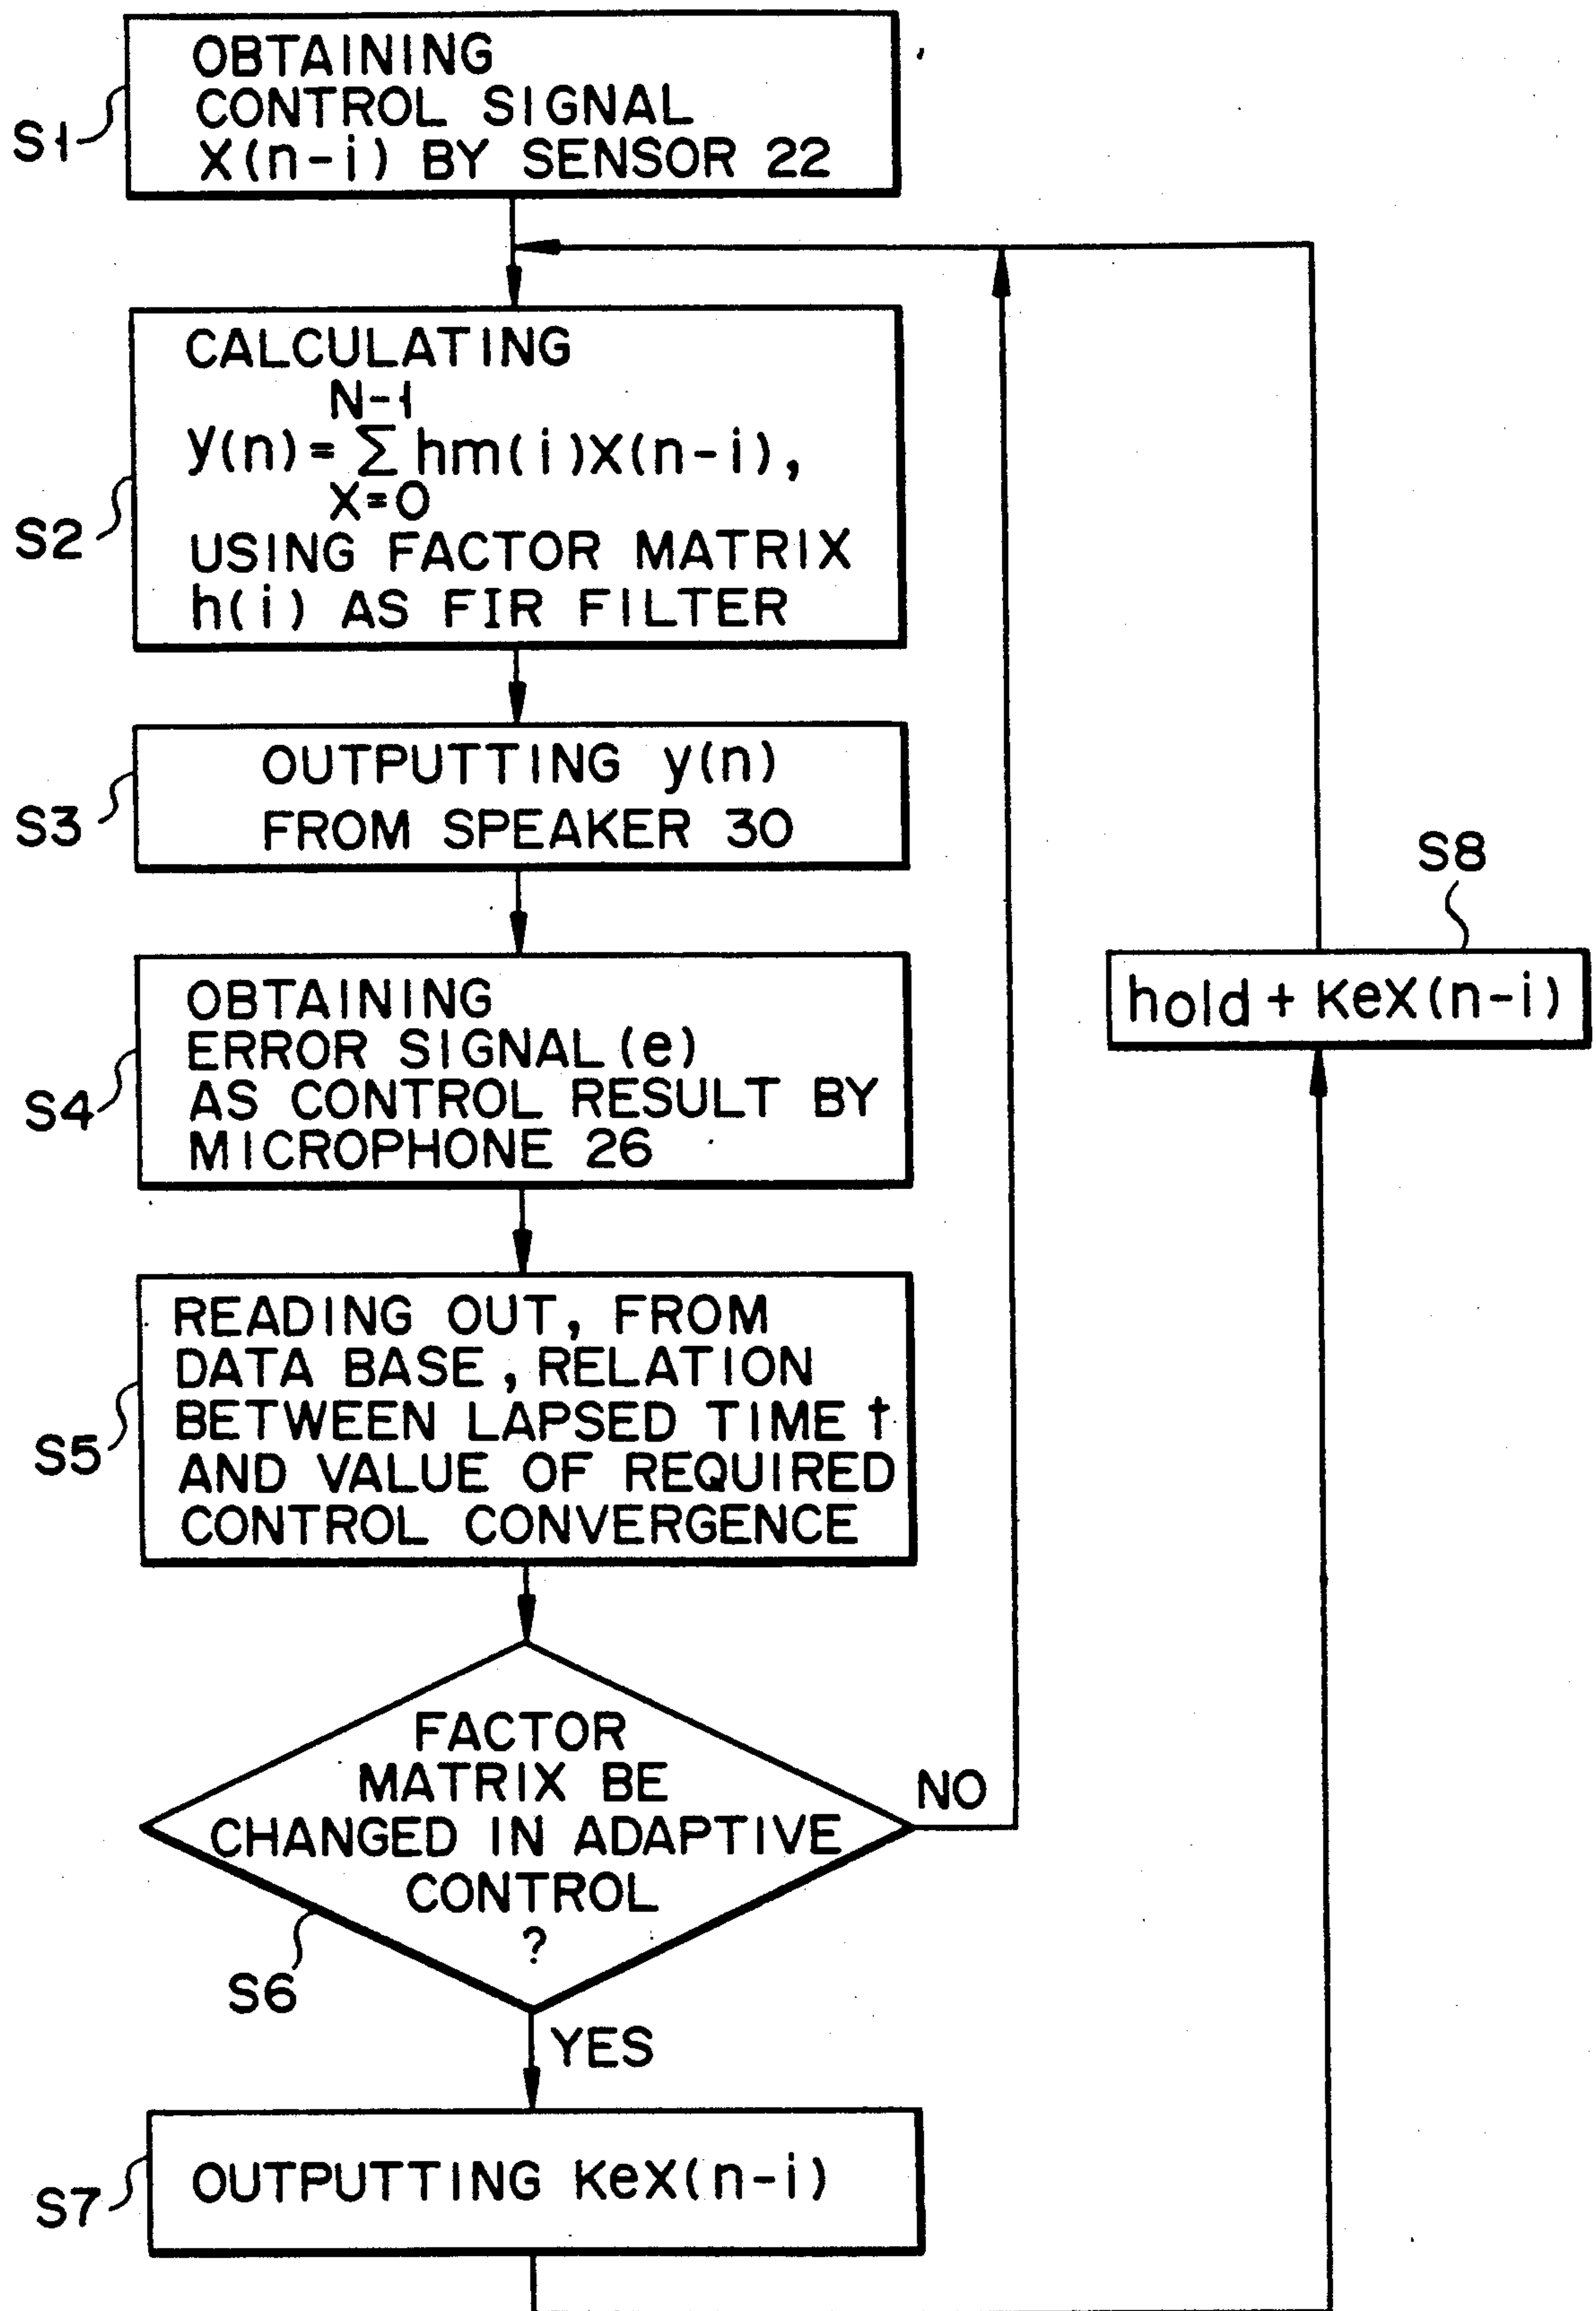 S1
OBTAINING
CONTROL SIGNAL
X(n-i) BY SENSOR 22
S2
CALCULATING
N-1
y(n)=Σhm(i)X(n-i),
X=0
USING FACTOR MATRIX
h(i) AS FIR FILTER
S3
OUTPUTTING y(n)
FROM SPEAKER 30
S4
OBTAINING
ERROR SIGNAL(e)
AS CONTROL RESULT BY
MICROPHONE 26
S5
READING OUT, FROM
DATA BASE, RELATION
BETWEEN LAPSED TIME t
AND VALUE OF REQUIRED
CONTROL CONVERGENCE
S6
FACTOR
MATRIX BE
CHANGED IN ADAPTIVE
CONTROL
?
NO
YES
S7
OUTPUTTING KeX(n-i)
S8
hold + KeX(n-i)